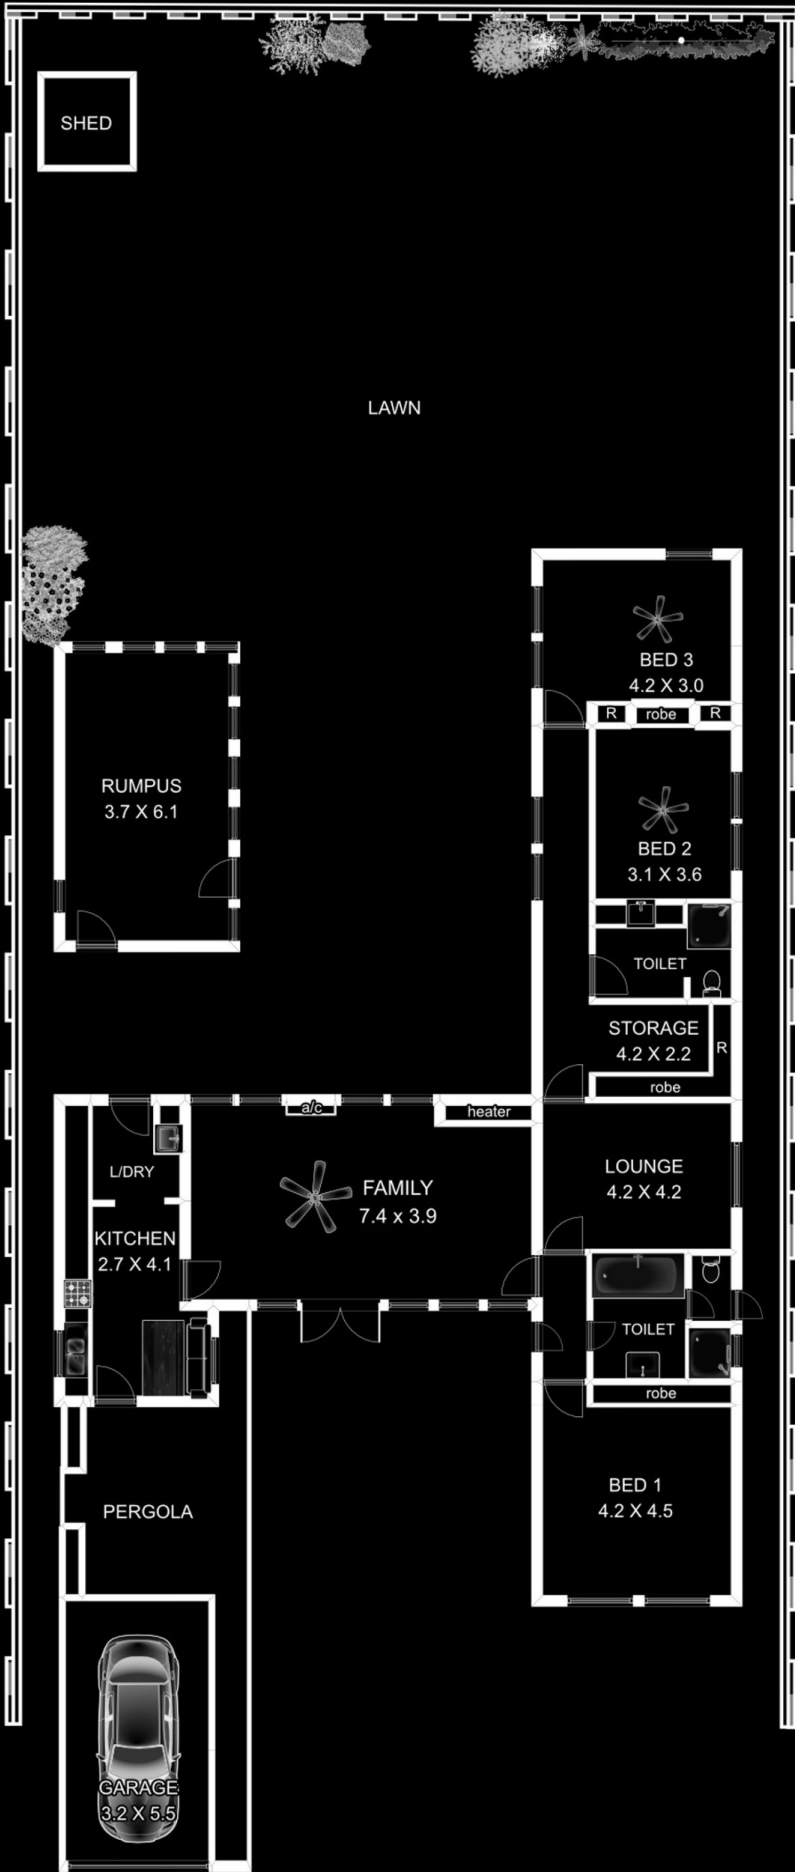 SHED
LAWN
BED 3
4.2 X 3.0
R
robe
R
RUMPUS
3.7 X 6.1
BED 2
3.1 X 3.6
TOILET
STORAGE
4.2 X 2.2
R
robe
a/c
heater
L/DRY
FAMILY
7.4 x 3.9
LOUNGE
4.2 X 4.2
KITCHEN
2.7 X 4.1
TOILET
robe
BED 1
4.2 X 4.5
PERGOLA
GARAGE
3.2 X 5.5